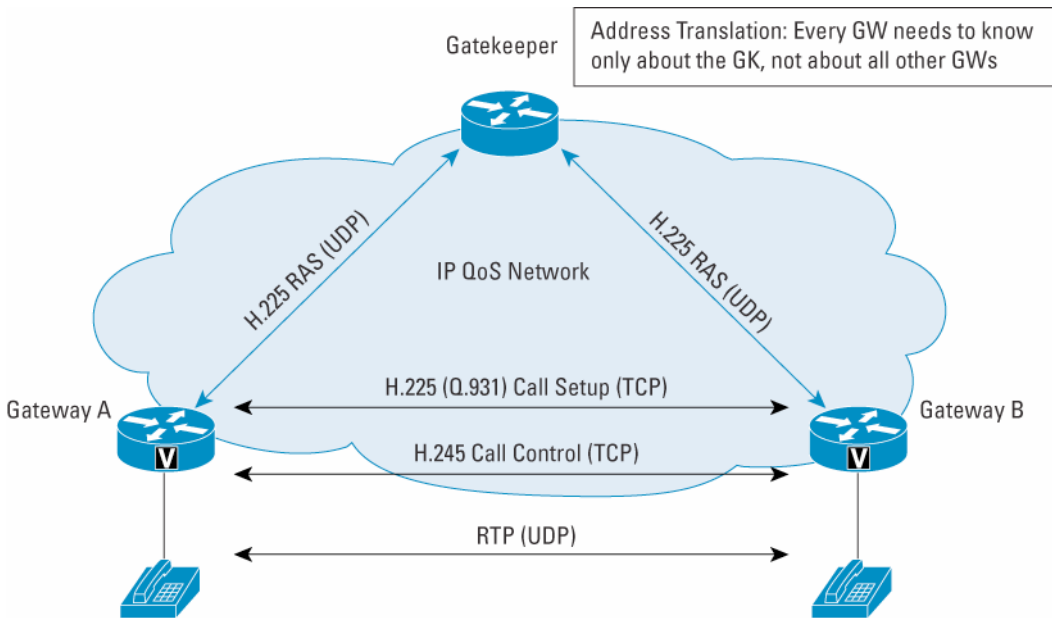 Gatekeeper
Address Translation: Every GW needs to know
only about the GK, not about all other GWs
H.225 RAS (UDP)
H.225 RAS (UDP)
IP QoS Network
H.225 (Q.931) Call Setup (TCP)
Gateway A
Gateway B
H.245 Call Control (TCP)
V
V
RTP (UDP)